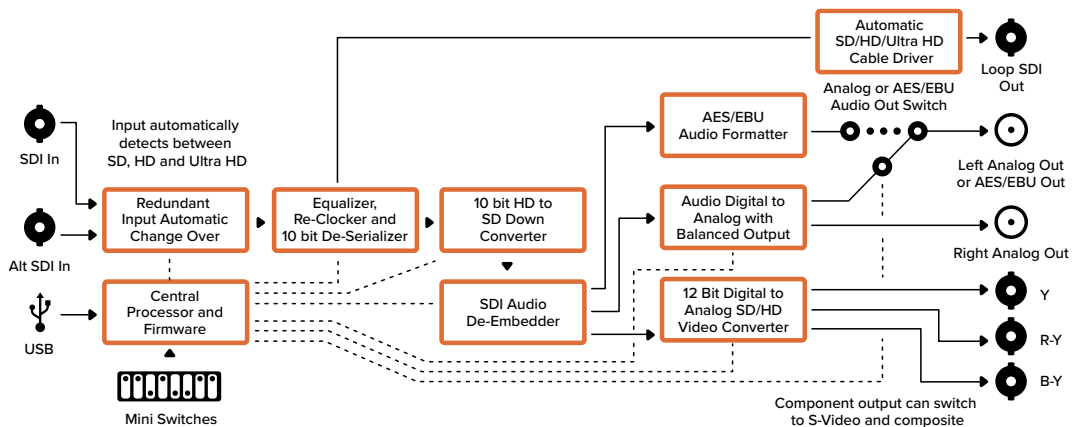 Automatic
SD/HD/Ultra HD
Cable Driver
Loop SDI
Out
Analog or AES/EBU
Audio Out Switch
SDI In
Input automatically
detects between
SD, HD and Ultra HD
AES/EBU
Audio Formatter
Left Analog Out
or AES/EBU Out
Alt SDI In
Redundant
Input Automatic
Change Over
Equalizer,
Re-Clocker and
10 bit De-Serializer
10 bit HD to
SD Down
Converter
Audio Digital to
Analog with
Balanced Output
Right Analog Out
USB
Central
Processor and
Firmware
SDI Audio
De-Embedder
12 Bit Digital to
Analog SD/HD
Video Converter
Y
R-Y
B-Y
Mini Switches
Component output can switch
to S-Video and composite